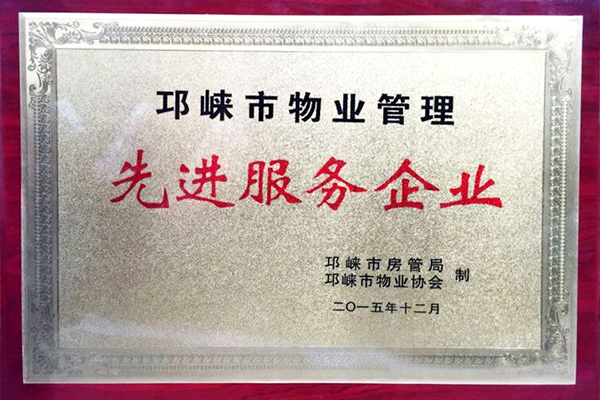 邛崃市物业管理
先进服务企业
邛崃市房管局
邛崃市物业协会 制
二〇一五年十二月